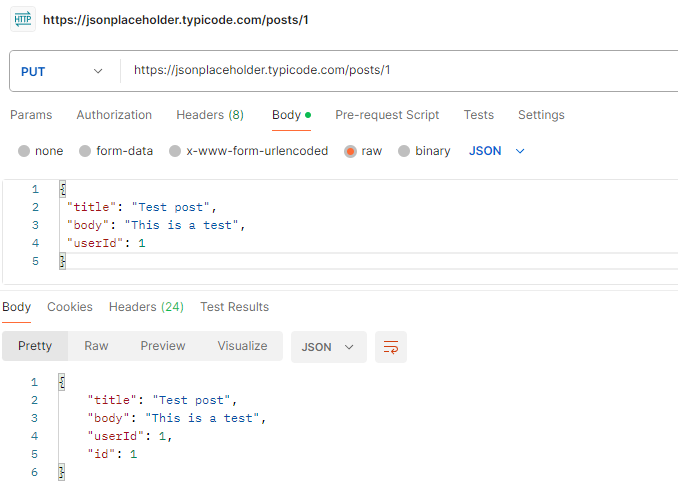 HTTP https://jsonplaceholder.typicode.com/posts/1
PUT https://jsonplaceholder.typicode.com/posts/1
Params Authorization Headers (8) Body Pre-request Script Tests Settings
none form-data x-www-form-urlencoded raw binary JSON
1 {
2 "title": "Test post",
3 "body": "This is a test",
4 "userId": 1
5 }
Body Cookies Headers (24) Test Results
Pretty Raw Preview Visualize JSON
1 {
2 "title": "Test post",
3 "body": "This is a test",
4 "userId": 1,
5 "id": 1
6 }